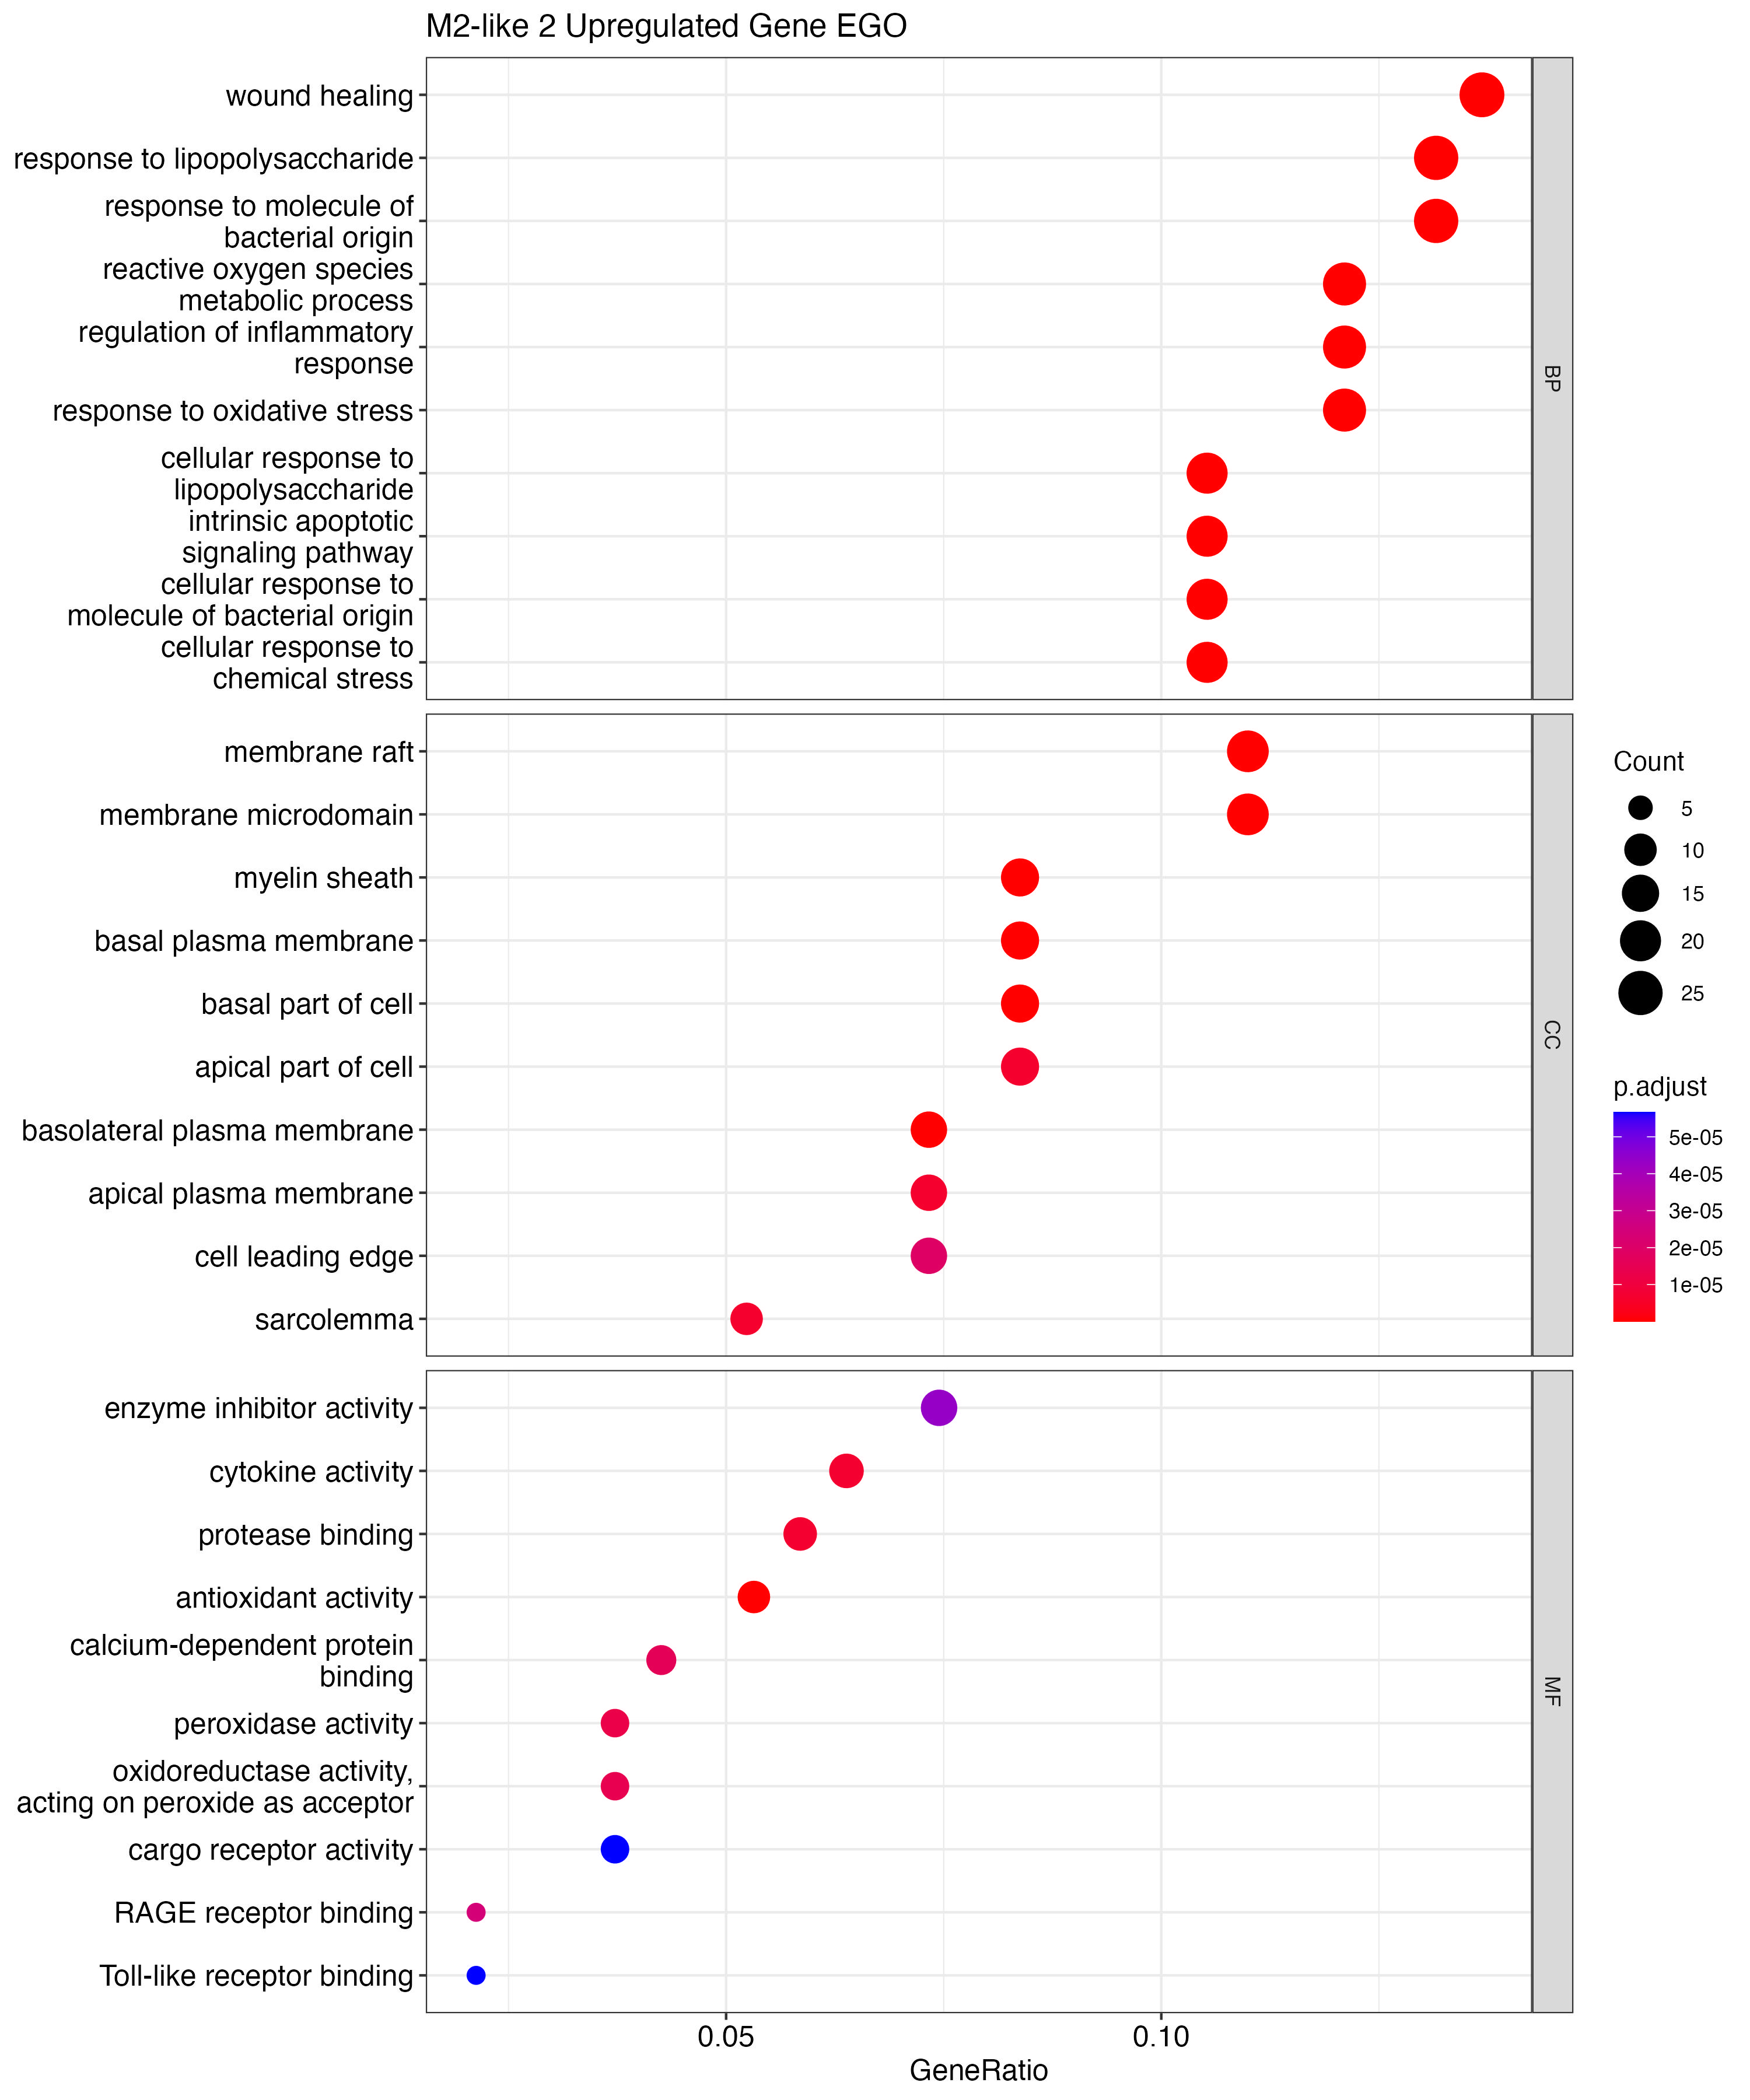 M2-like 2 Upregulated Gene EGO
wound healing
response to lipopolysaccharide
response to molecule of
bacterial origin
reactive oxygen species
metabolic process
regulation of inflammatory
response
response to oxidative stress
cellular response to
lipopolysaccharide
intrinsic apoptotic
signaling pathway
cellular response to
molecule of bacterial origin
cellular response to
chemical stress
BP
membrane raft
membrane microdomain
myelin sheath
basal plasma membrane
basal part of cell
apical part of cell
basolateral plasma membrane
apical plasma membrane
cell leading edge
sarcolemma
CC
enzyme inhibitor activity
cytokine activity
protease binding
antioxidant activity
calcium-dependent protein
binding
peroxidase activity
oxidoreductase activity,
acting on peroxide as acceptor
cargo receptor activity
RAGE receptor binding
Toll-like receptor binding
MF
0.05
0.10
GeneRatio
Count
5
10
15
20
25
p.adjust
5e-05
4e-05
3e-05
2e-05
1e-05